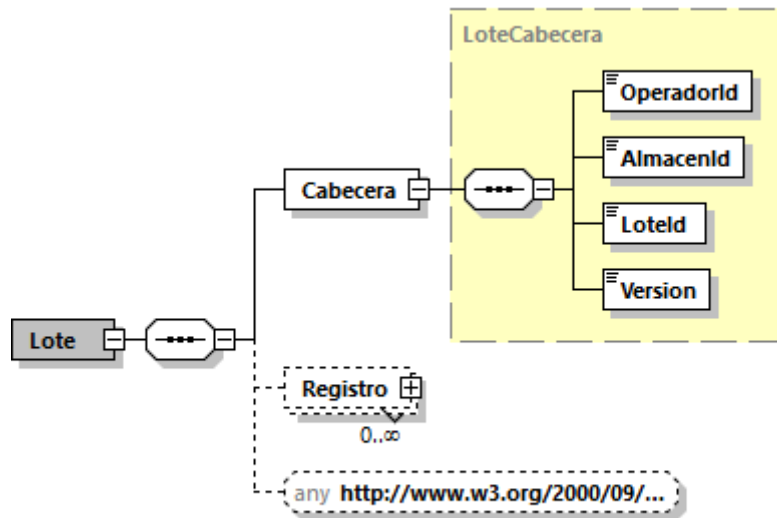 LoteCabecera
OperadorId
AlmacenId
Cabecera
LoteId
Version
Lote
Registro
0..∞
any http://www.w3.org/2000/09/...